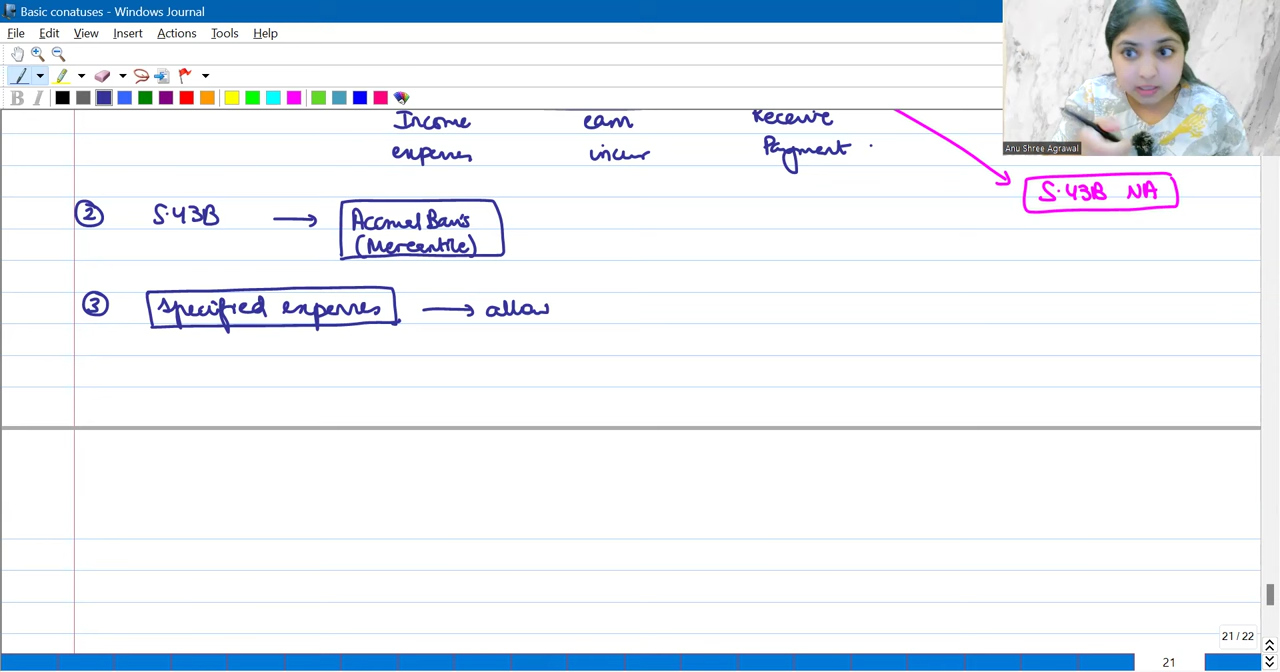 Basic conatuses - Windows Journal
File Edit View Insert Actions Tools Help
B I
Income earn Receive
expenses incur Payment
Anu Shree Agrawal
S.43B NA
② S.43B → Accrual Basis
(Mercentile)
③ specified expenses → allow
21 / 22
21